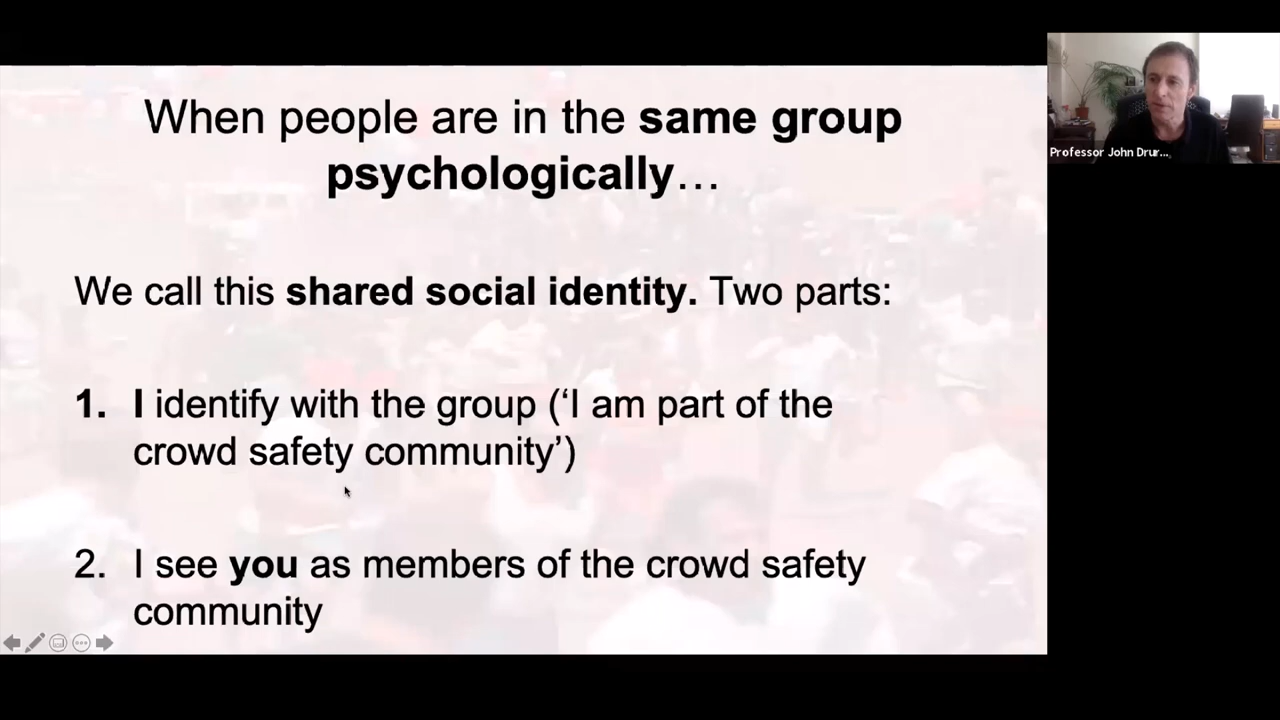 When people are in the same group
psychologically…
We call this shared social identity. Two parts:
1. I identify with the group (‘I am part of the
crowd safety community’)
2. I see you as members of the crowd safety
community
Professor John Drur...